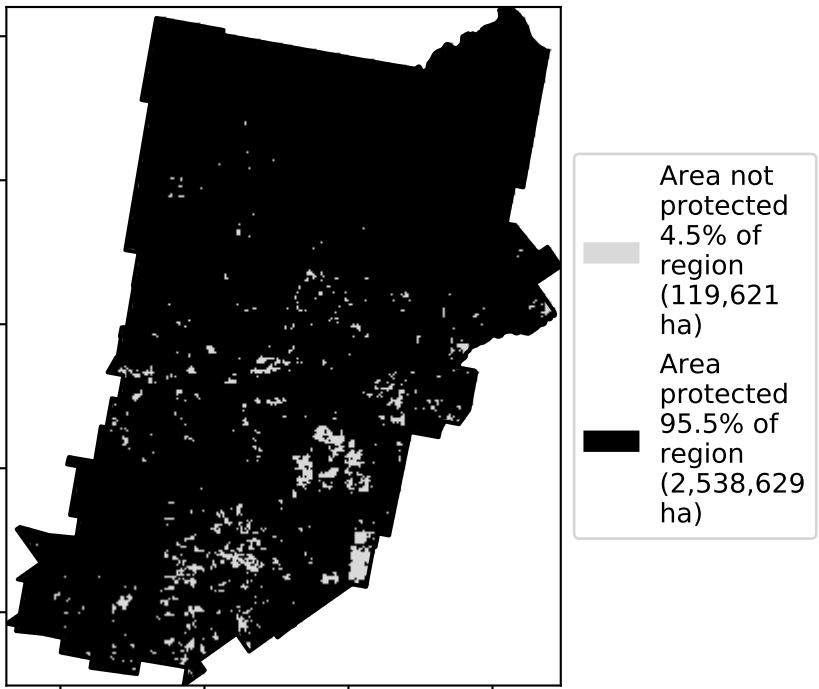 Area not
protected
4.5% of
region
(119,621
ha)
Area
protected
95.5% of
region
(2,538,629
ha)